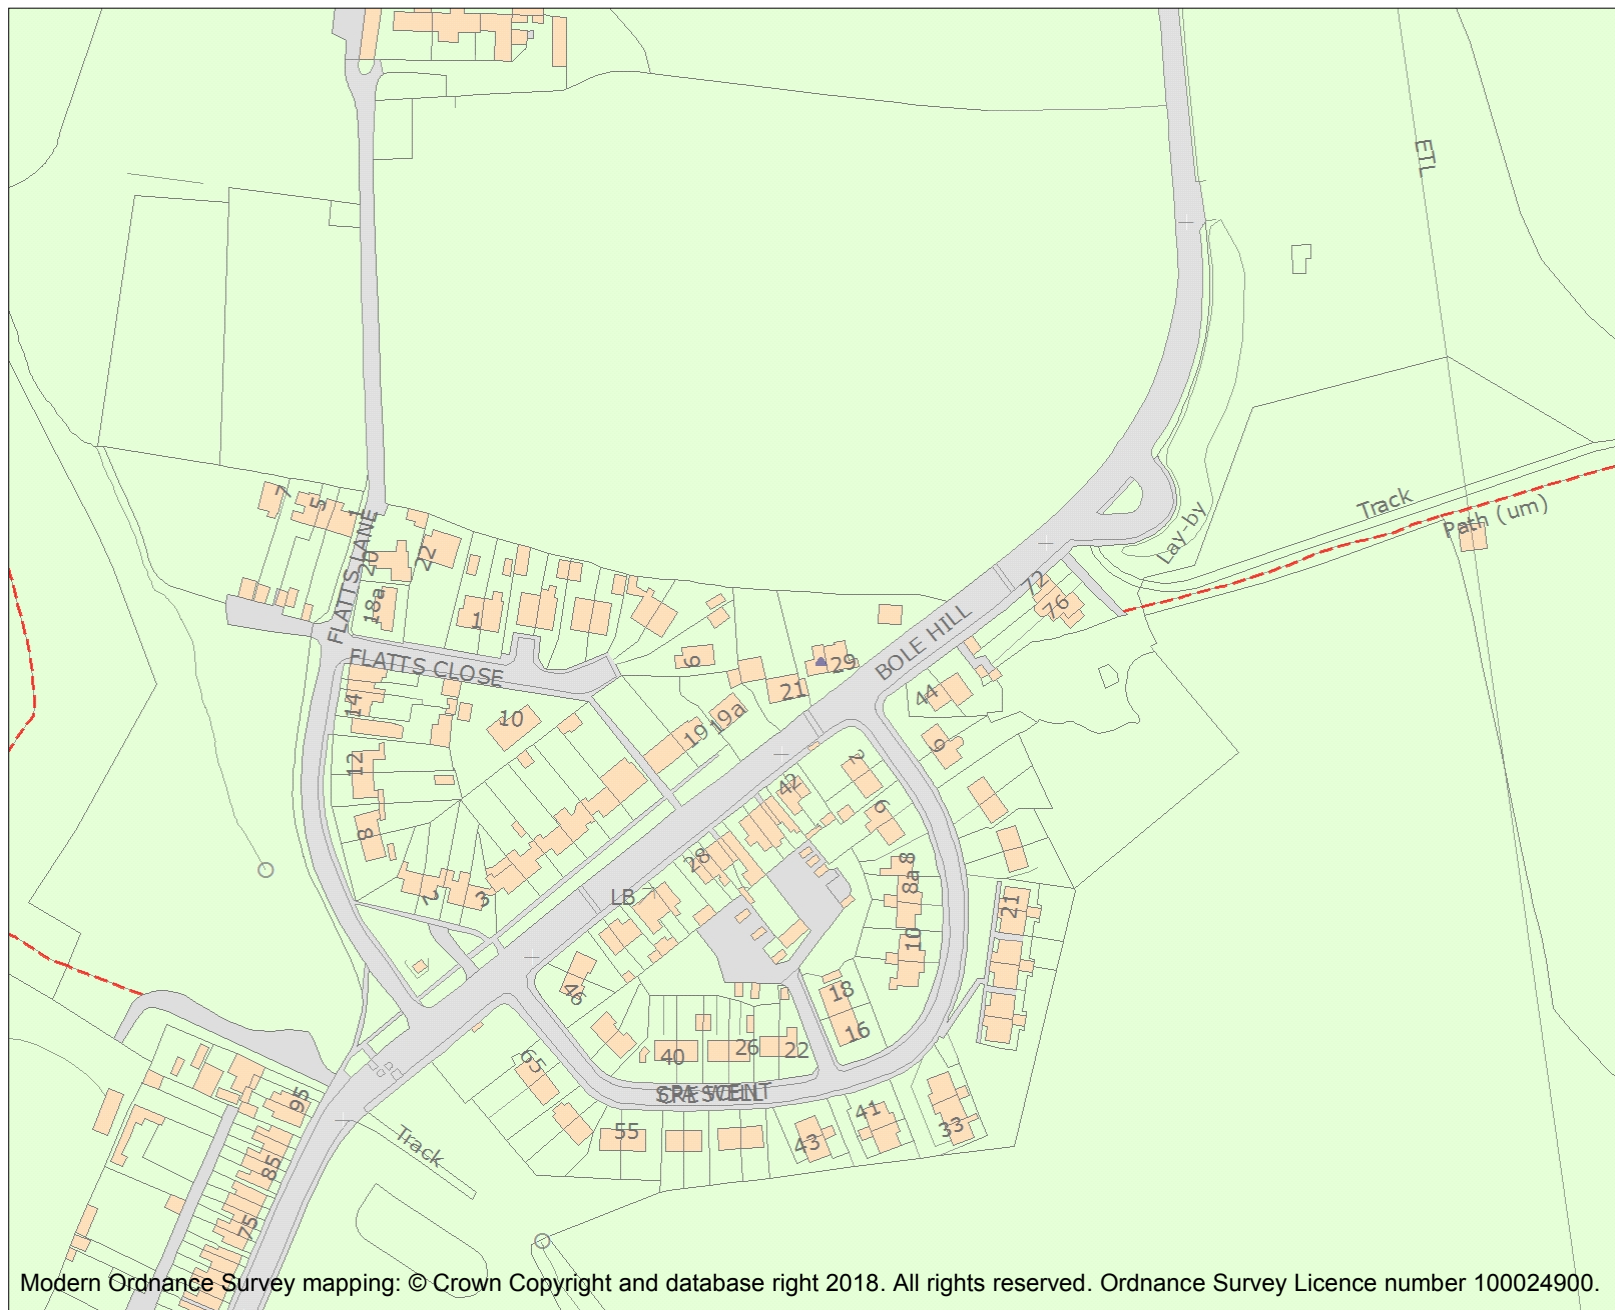 ETL
7
5
1
FLATTS LANE
20
22
18a
1
FLATTS CLOSE
14
10
12
8
2
3
6
19
19a
21
29
BOLE HILL
72
76
Lay-by
Track
Path (um)
44
9
2
6
42
28
LB
46
8
8a
10
21
18
16
22
26
40
SPA WELL
CRESCENT
65
55
43
41
33
95
85
75
Track
Modern Ordnance Survey mapping: © Crown Copyright and database right 2018. All rights reserved. Ordnance Survey Licence number 100024900.